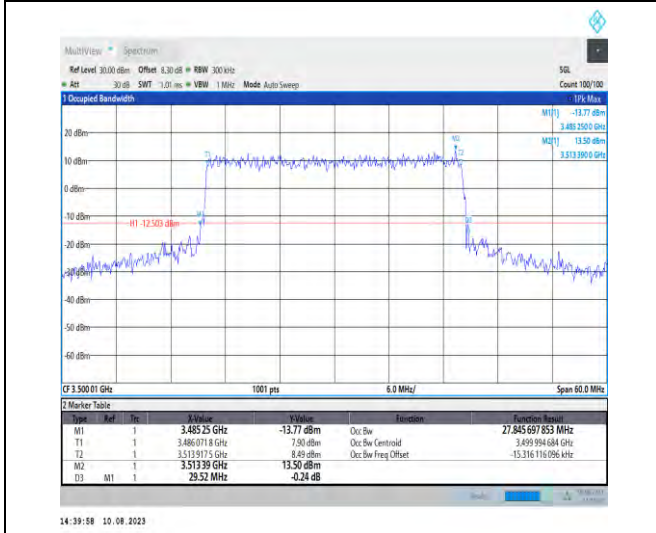 MultiView Spectrum
Ref Level 30.00 dBm Offset 8.30 dB RBW 300 kHz SGL
Att 30 dB SWT 1.01 ms VBW 1 MHz Mode Auto Sweep Count 100/100
1 Occupied Bandwidth 1Pk Max
M1[1] -13.77 dBm
3.485 250 0 GHz
M2[1] 13.50 dBm
3.513 390 0 GHz
20 dBm
M2
T1 T2
10 dBm
0 dBm
-10 dBm
M1
H1 -12.503 dBm
-20 dBm
-30 dBm
-40 dBm
-50 dBm
-60 dBm
CF 3.500 01 GHz 1001 pts 6.0 MHz/ Span 60.0 MHz
2 Marker Table
Type Ref Trc X-Value Y-Value Function Function Result
M1 1 3.485 25 GHz -13.77 dBm Occ Bw 27.845 697 853 MHz
T1 1 3.486 071 8 GHz 7.90 dBm Occ Bw Centroid 3.499 994 684 GHz
T2 1 3.513 917 5 GHz 8.49 dBm Occ Bw Freq Offset -15.316 116 096 kHz
M2 1 3.513 39 GHz 13.50 dBm
D3 M1 1 29.52 MHz -0.24 dB
14:39:58 10.08.2023